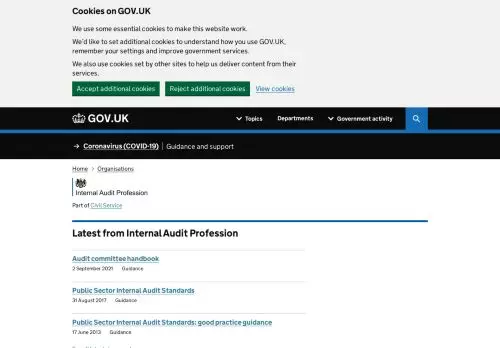 Cookies on GOV.UK
We use some essential cookies to make this website work.
We'd like to set additional cookies to understand how you use GOV.UK,
remember your settings and improve government services.
We also use cookies set by other sites to help us deliver content from their
services.
Accept additional cookies Reject additional cookies View cookies
GOV.UK Topics Departments Government activity
→ Coronavirus (COVID-19) Guidance and support
Home Organisations
Internal Audit Profession
Part of Civil Service
Latest from Internal Audit Profession
Audit committee handbook
2 September 2021 Guidance
Public Sector Internal Audit Standards
31 August 2017 Guidance
Public Sector Internal Audit Standards: good practice guidance
17 June 2013 Guidance